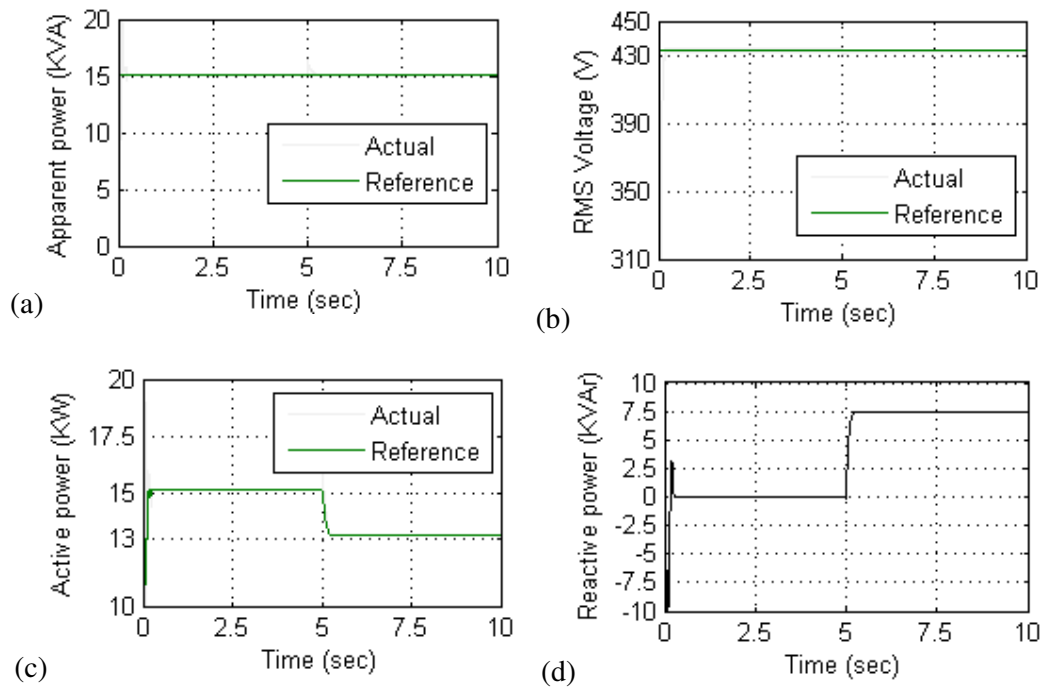 Apparent power (KVA)
20
15
10
5
0
0 2.5 5 7.5 10
Time (sec)
Actual
Reference
(a)
RMS Voltage (V)
450
430
390
350
310
0 2.5 5 7.5 10
Time (sec)
Actual
Reference
(b)
Active power (KW)
20
17.5
15
13
10
0 2.5 5 7.5 10
Time (sec)
Actual
Reference
(c)
Reactive power (KVAr)
10
7.5
5
2.5
0
-2.5
-5
-7.5
-10
0 2.5 5 7.5 10
Time (sec)
(d)